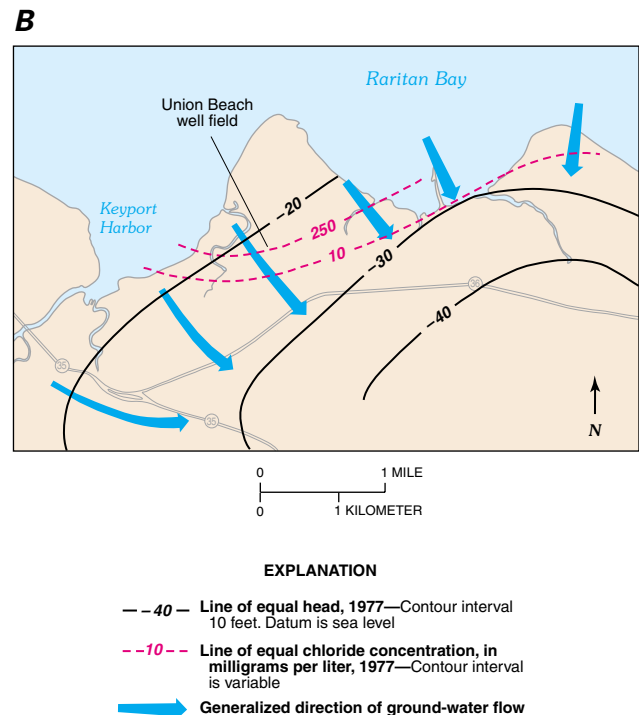 B
Raritan Bay
Union Beach
well field
Keyport
Harbor
-20
250
10
-30
36
-40
35
35
N
0 1 MILE
0 1 KILOMETER
EXPLANATION
-40 Line of equal head, 1977—Contour interval
10 feet. Datum is sea level
10 Line of equal chloride concentration, in
milligrams per liter, 1977—Contour interval
is variable
Generalized direction of ground-water flow